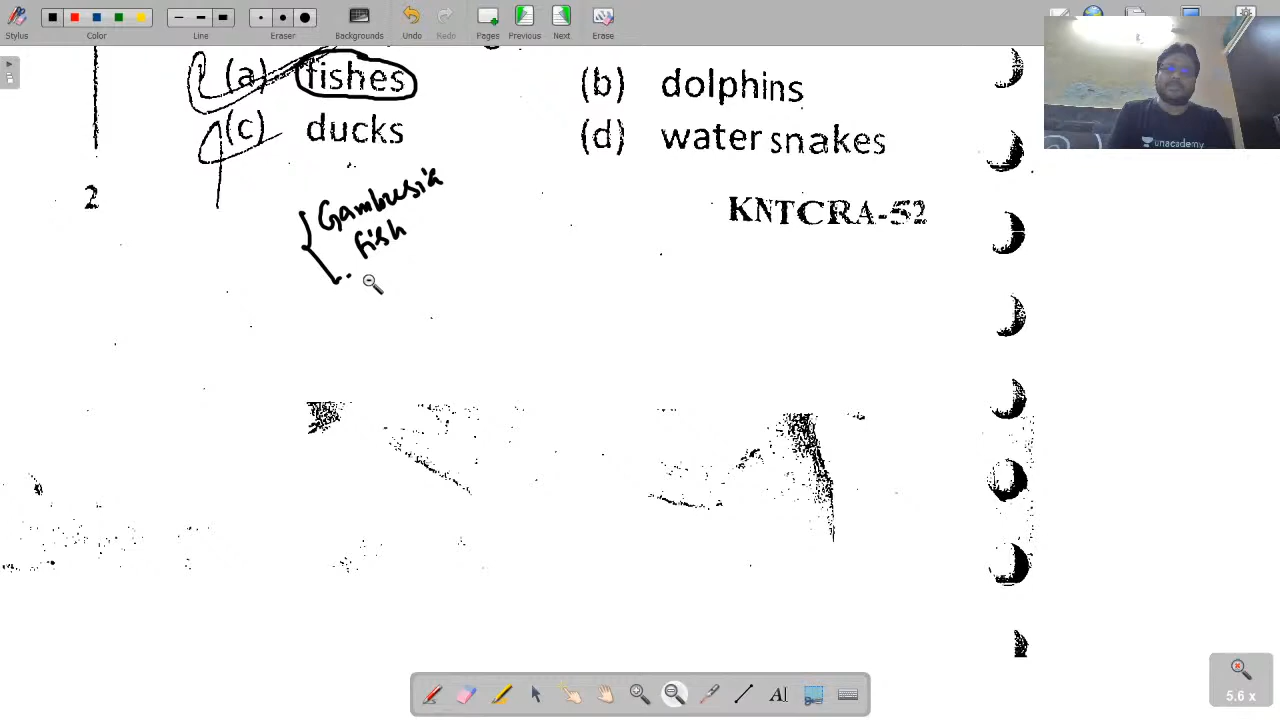 Stylus
Color
Line
Eraser
Backgrounds
Undo
Redo
Pages
Previous
Next
Erase
(a) fishes
(b) dolphins
(c) ducks
(d) water snakes
2
Gambusia
fish
KNTCRA-52
unacademy
5.6 x